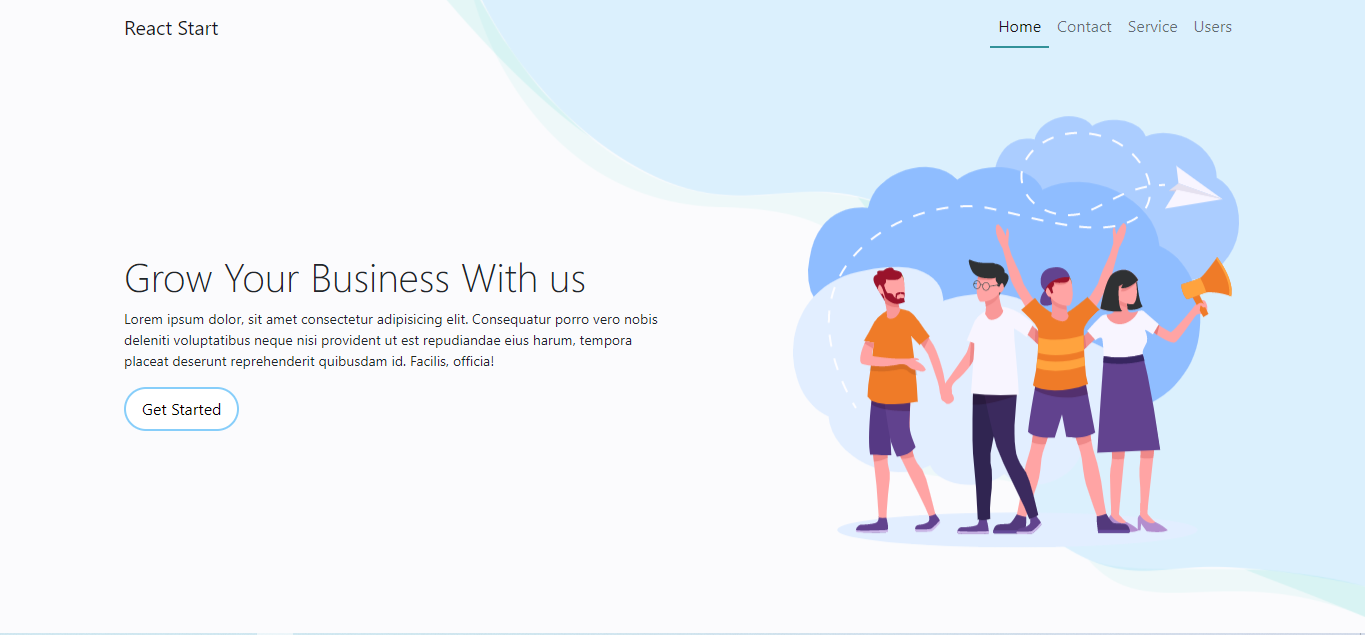 React Start
Home Contact Service Users
Grow Your Business With us
Lorem ipsum dolor, sit amet consectetur adipisicing elit. Consequatur porro vero nobis
deleniti voluptatibus neque nisi provident ut est repudiandae eius harum, tempora
placeat deserunt reprehenderit quibusdam id. Facilis, officia!
Get Started